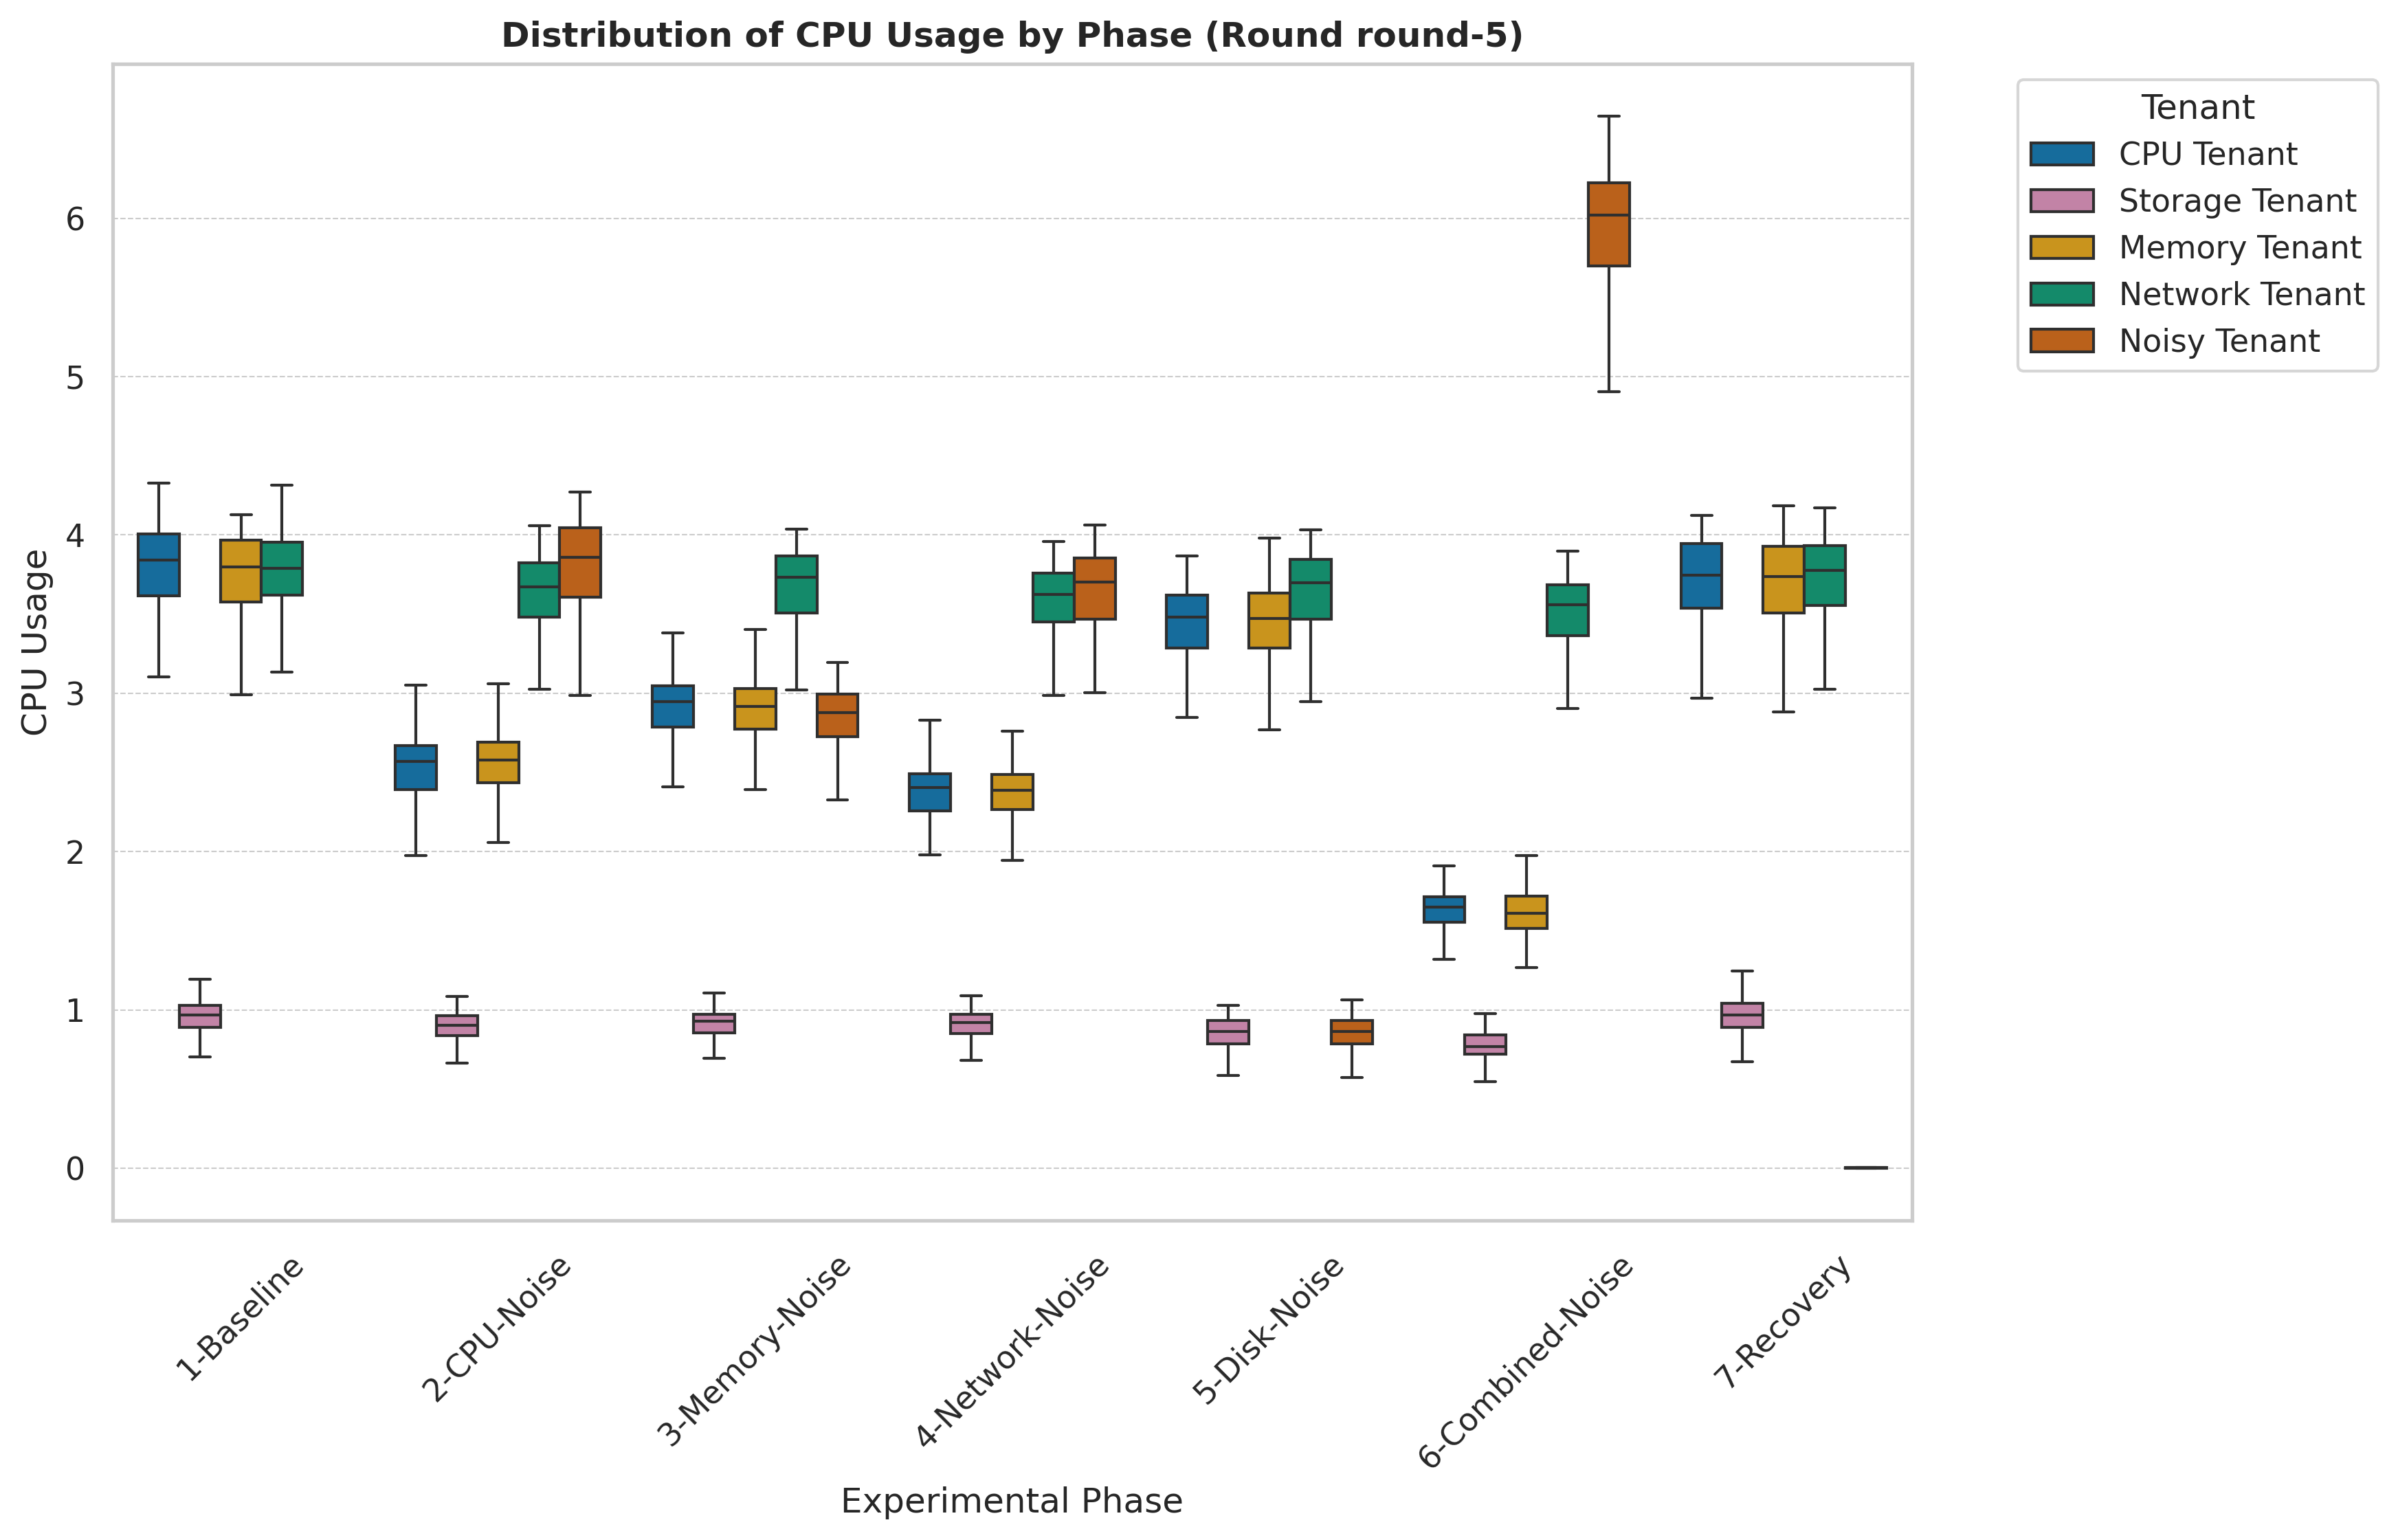 Distribution of CPU Usage by Phase (Round round-5)
CPU Usage
6
5
4
3
2
1
0
1-Baseline
2-CPU-Noise
3-Memory-Noise
4-Network-Noise
5-Disk-Noise
6-Combined-Noise
7-Recovery
Experimental Phase
Tenant
CPU Tenant
Storage Tenant
Memory Tenant
Network Tenant
Noisy Tenant